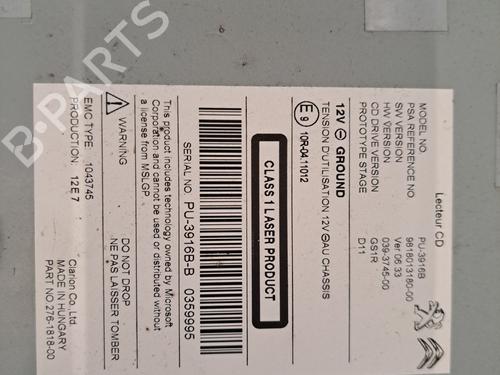 Lecteur CD
MODEL NO. PU-3916B
PSA REFERENCE NO 9818013180-00
SW VERSION Ver 06.33
HW VERSION 039-3745-00
CD DRIVE VERSION GS1R
PROTOTYPE STAGE D11
12V ⊖ GROUND
TENSION D'UTILISATION 12V GAU CHASSIS
E9 10R-04.11012
CLASS 1 LASER PRODUCT
SERIAL NO PU-3916B-B 0359995
This product includes technology owned by Microsoft
Corporation and cannot be used or distributed without
a license from MSLGP.
WARNING DO NOT DROP
NE PAS LAISSER TOMBER
EMC TYPE: 1043745
PRODUCTION: 12E7
Clarion Co., Ltd.
MADE IN HUNGARY
PART NO 276-1818-00
B-PARTS